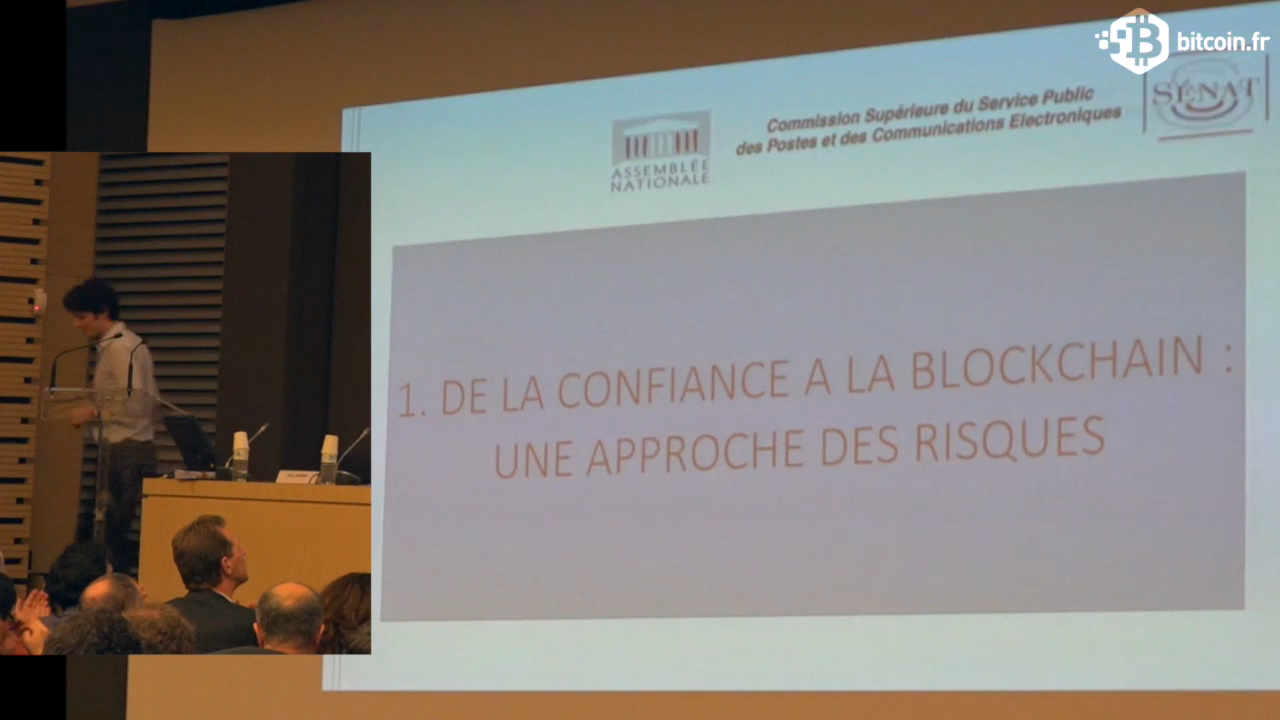 bitcoin.fr
Commission Supérieure du Service Public
des Postes et des Communications Electroniques
SÉNAT
ASSEMBLÉE
NATIONALE
1. DE LA CONFIANCE A LA BLOCKCHAIN :
UNE APPROCHE DES RISQUES